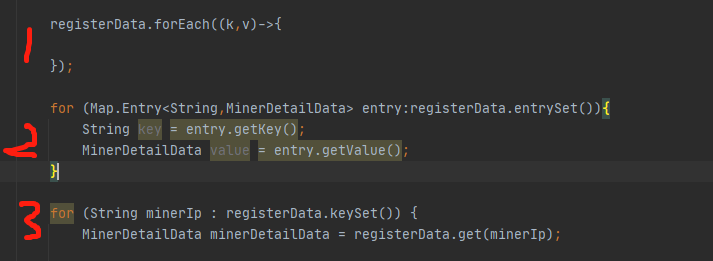 registerData.forEach((k,v)->{
1
});
for (Map.Entry<String,MinerDetailData> entry:registerData.entrySet()){
String key = entry.getKey();
2
MinerDetailData value = entry.getValue();
}
3
for (String minerIp : registerData.keySet()) {
MinerDetailData minerDetailData = registerData.get(minerIp);